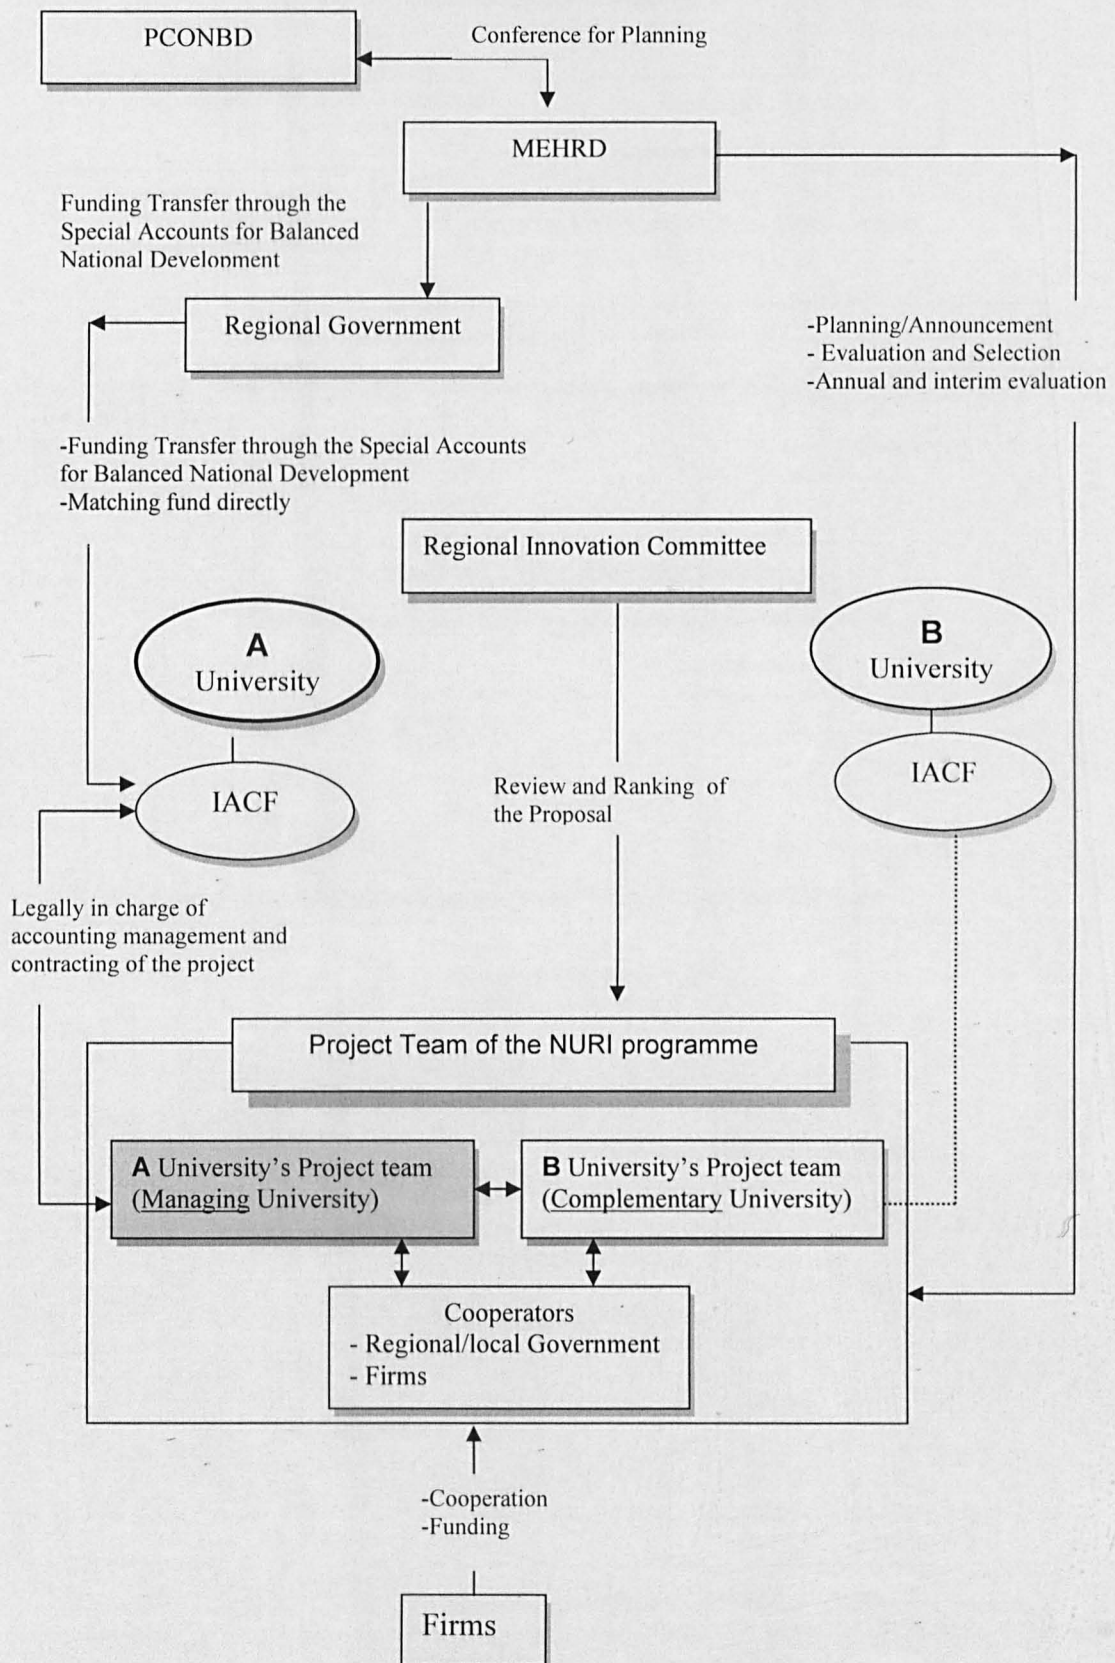 PCONBD
Conference for Planning
MEHRD
Funding Transfer through the
Special Accounts for Balanced
National Development
Regional Government
-Planning/Announcement
- Evaluation and Selection
-Annual and interim evaluation
-Funding Transfer through the Special Accounts
for Balanced National Development
-Matching fund directly
Regional Innovation Committee
A
University
B
University
IACF
IACF
Review and Ranking of
the Proposal
Legally in charge of
accounting management and
contracting of the project
Project Team of the NURI programme
A University's Project team
(Managing University)
B University's Project team
(Complementary University)
Cooperators
- Regional/local Government
- Firms
-Cooperation
-Funding
Firms